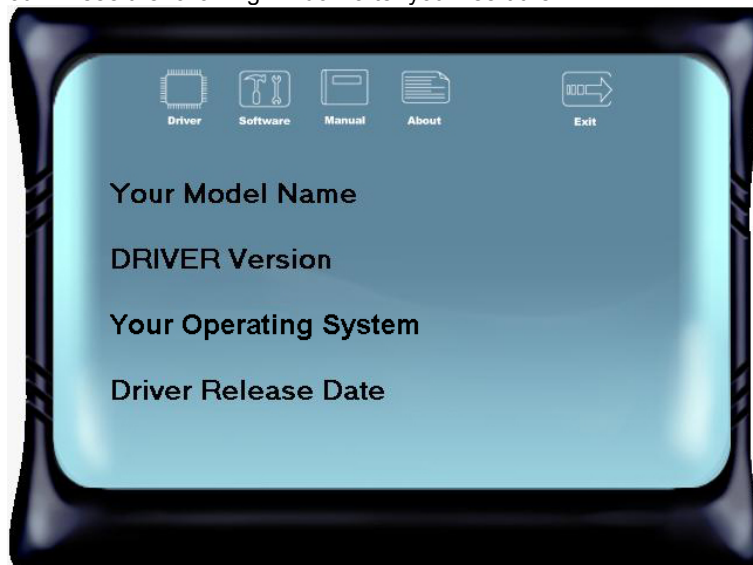 Driver Software Manual About Exit
Your Model Name
DRIVER Version
Your Operating System
Driver Release Date